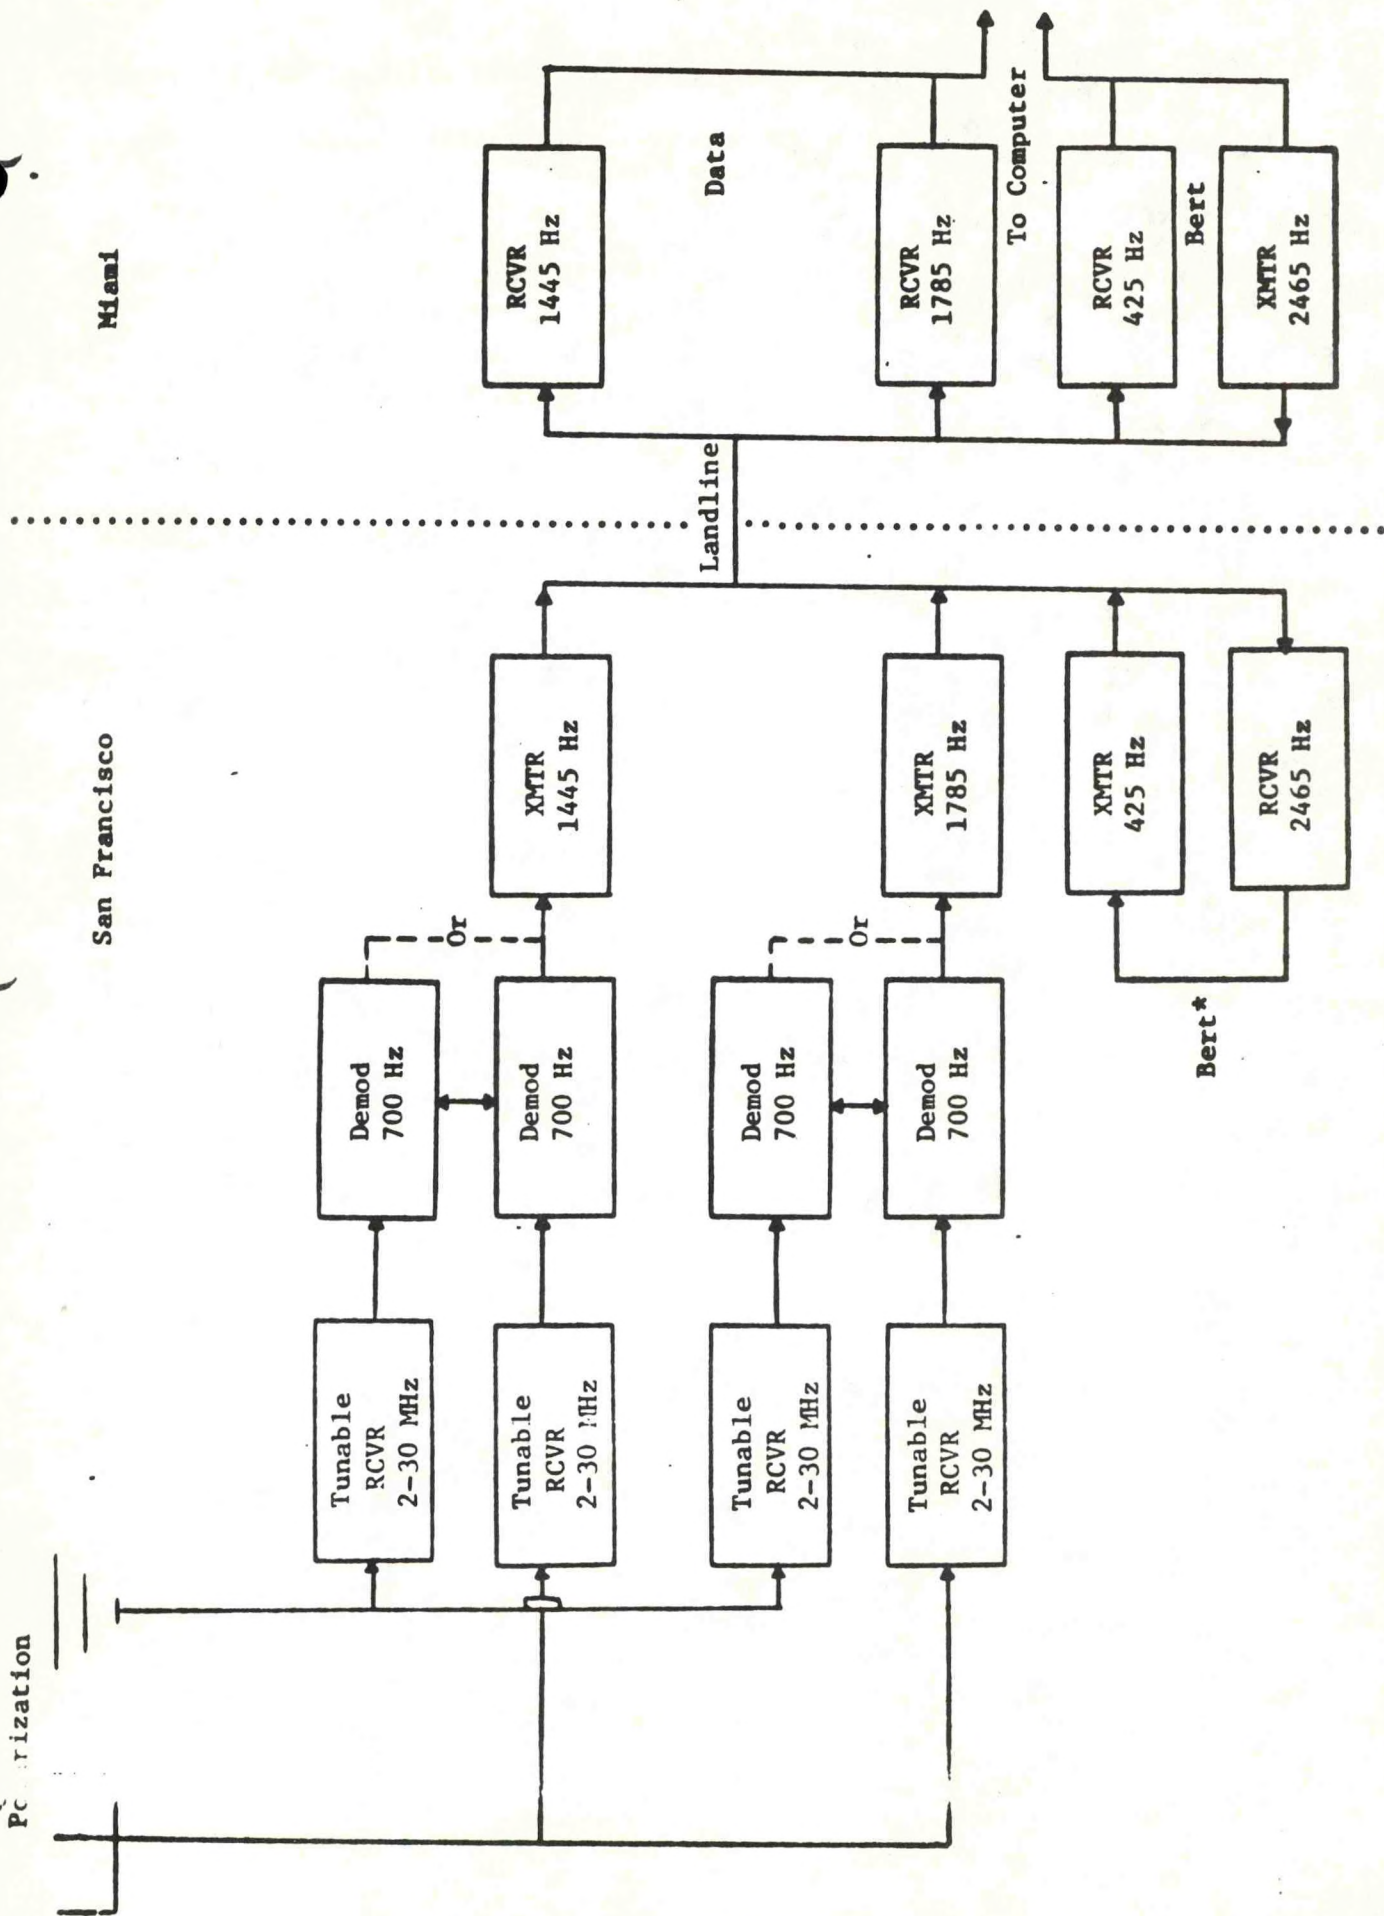 Miami
San Francisco
RCVR
1445 Hz
Data
RCVR
1785 Hz
To Computer
RCVR
425 Hz
Bert
XMTR
2465 Hz
Landline
XMTR
1445 Hz
XMTR
1785 Hz
XMTR
425 Hz
RCVR
2465 Hz
Or
Or
Bert*
Demod
700 Hz
Demod
700 Hz
Demod
700 Hz
Demod
700 Hz
Tunable
RCVR
2-30 MHz
Tunable
RCVR
2-30 MHz
Tunable
RCVR
2-30 MHz
Tunable
RCVR
2-30 MHz